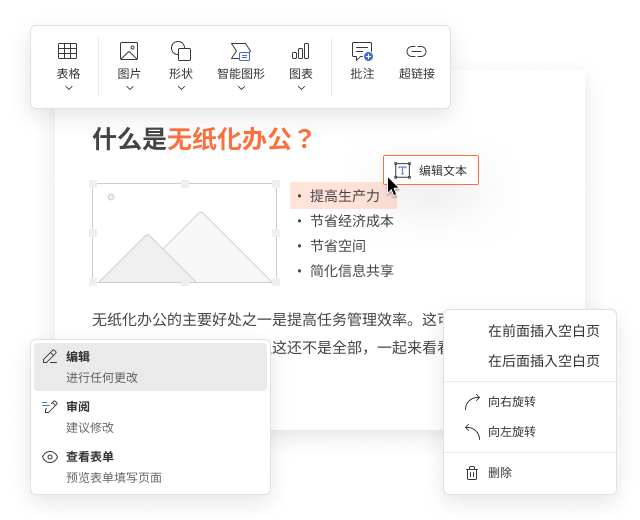 表格
图片
形状
智能图形
图表
批注
超链接
什么是无纸化办公？
编辑文本
• 提高生产力
• 节省经济成本
• 节省空间
• 简化信息共享
无纸化办公的主要好处之一是提高任务管理效率。这
这还不是全部，一起来看
编辑
进行任何更改
审阅
建议修改
查看表单
预览表单填写页面
在前面插入空白页
在后面插入空白页
向右旋转
向左旋转
删除